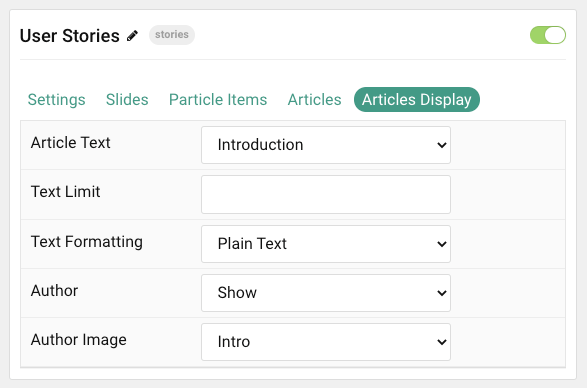 User Stories stories
Settings Slides Particle Items Articles Articles Display
Article Text Introduction
Text Limit
Text Formatting Plain Text
Author Show
Author Image Intro